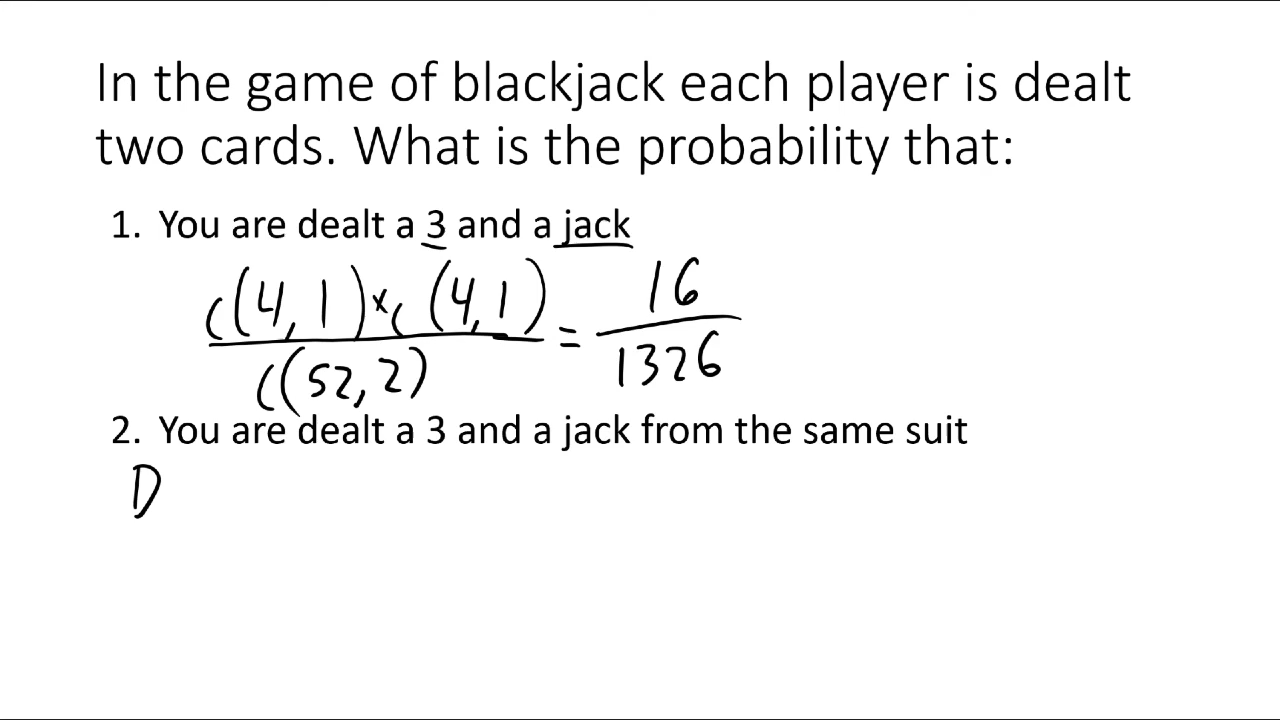 In the game of blackjack each player is dealt
two cards. What is the probability that:
1. You are dealt a 3 and a jack
C(4,1)×C(4,1)
= 16
C(52,2)
1326
2. You are dealt a 3 and a jack from the same suit
D